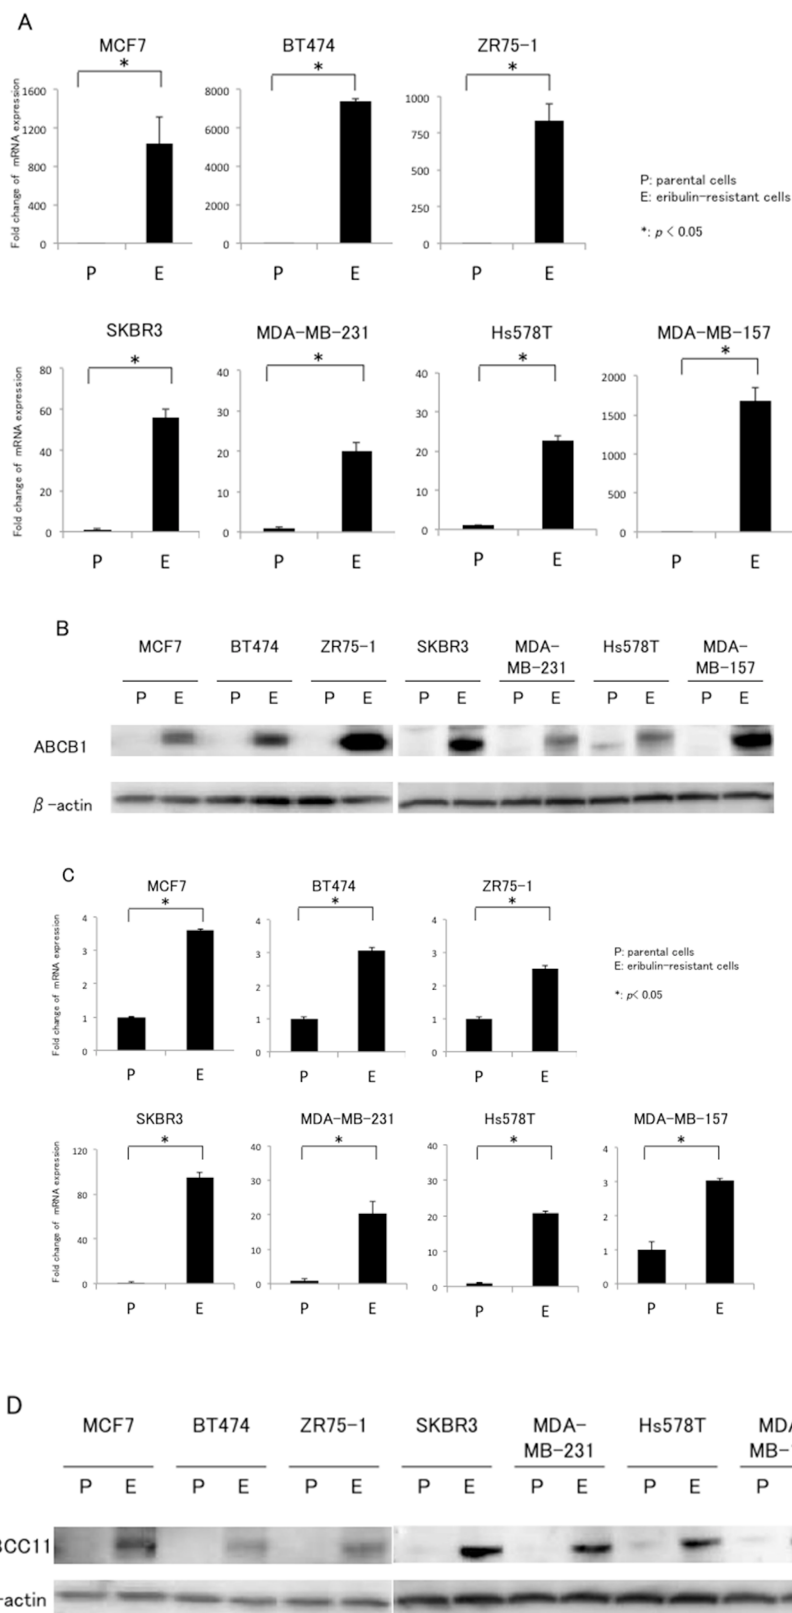 A
MCF7 BT474 ZR75-1
* * *
Fold change of mRNA expression
1600 1200 800 400 0
8000 6000 4000 2000 0
1000 750 500 250 0
P E P E P E
P: parental cells
E: eribulin-resistant cells
*: p < 0.05
SKBR3 MDA-MB-231 Hs578T MDA-MB-157
* * * *
Fold change of mRNA expression
80 60 40 20 0
40 30 20 10 0
40 30 20 10 0
2000 1500 1000 500 0
P E P E P E P E
B
MCF7 BT474 ZR75-1 SKBR3 MDA-MB-231 Hs578T MDA-MB-157
P E P E P E P E P E P E P E
ABCB1
β-actin
C
MCF7 BT474 ZR75-1
* * *
Fold change of mRNA expression
4 3 2 1 0
4 3 2 1 0
4 3 2 1 0
P E P E P E
P: parental cells
E: eribulin-resistant cells
*: p< 0.05
SKBR3 MDA-MB-231 Hs578T MDA-MB-157
* * * *
Fold change of mRNA expression
120 80 40 0
40 30 20 10 0
40 30 20 10 0
4 3 2 1 0
P E P E P E P E
D
MCF7 BT474 ZR75-1 SKBR3 MDA-MB-231 Hs578T
P E P E P E P E P E P E P
CC11
-actin